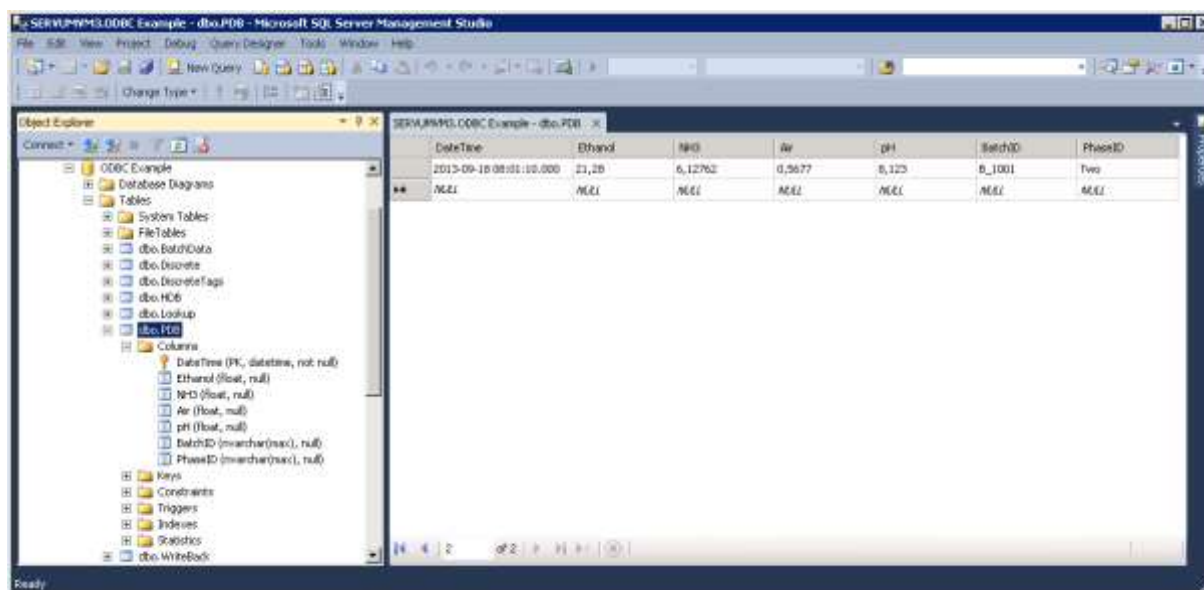 SERVUMVM3.ODBC Example - dbo.PDB - Microsoft SQL Server Management Studio
File Edit View Project Debug Query Designer Tools Window Help
New Query
Change Type
Object Explorer
SERVUMVM3.ODBC Example - dbo.PDB
Connect
ODBC Example
Database Diagrams
Tables
System Tables
FileTables
dbo.BatchData
dbo.Discrete
dbo.DiscreteTags
dbo.HDB
dbo.Lookup
dbo.PDB
Columns
DateTime (PK, datetime, not null)
Ethanol (float, null)
NH3 (float, null)
Air (float, null)
pH (float, null)
BatchID (nvarchar(max), null)
PhaseID (nvarchar(max), null)
Keys
Constraints
Triggers
Indexes
Statistics
dbo.WriteBack
DateTime Ethanol NH3 Air pH BatchID PhaseID
2013-09-18 08:01:10.000 21,28 6,12762 0,5677 8,123 B_1001 Two
NULL NULL NULL NULL NULL NULL NULL
2 of 2
Ready